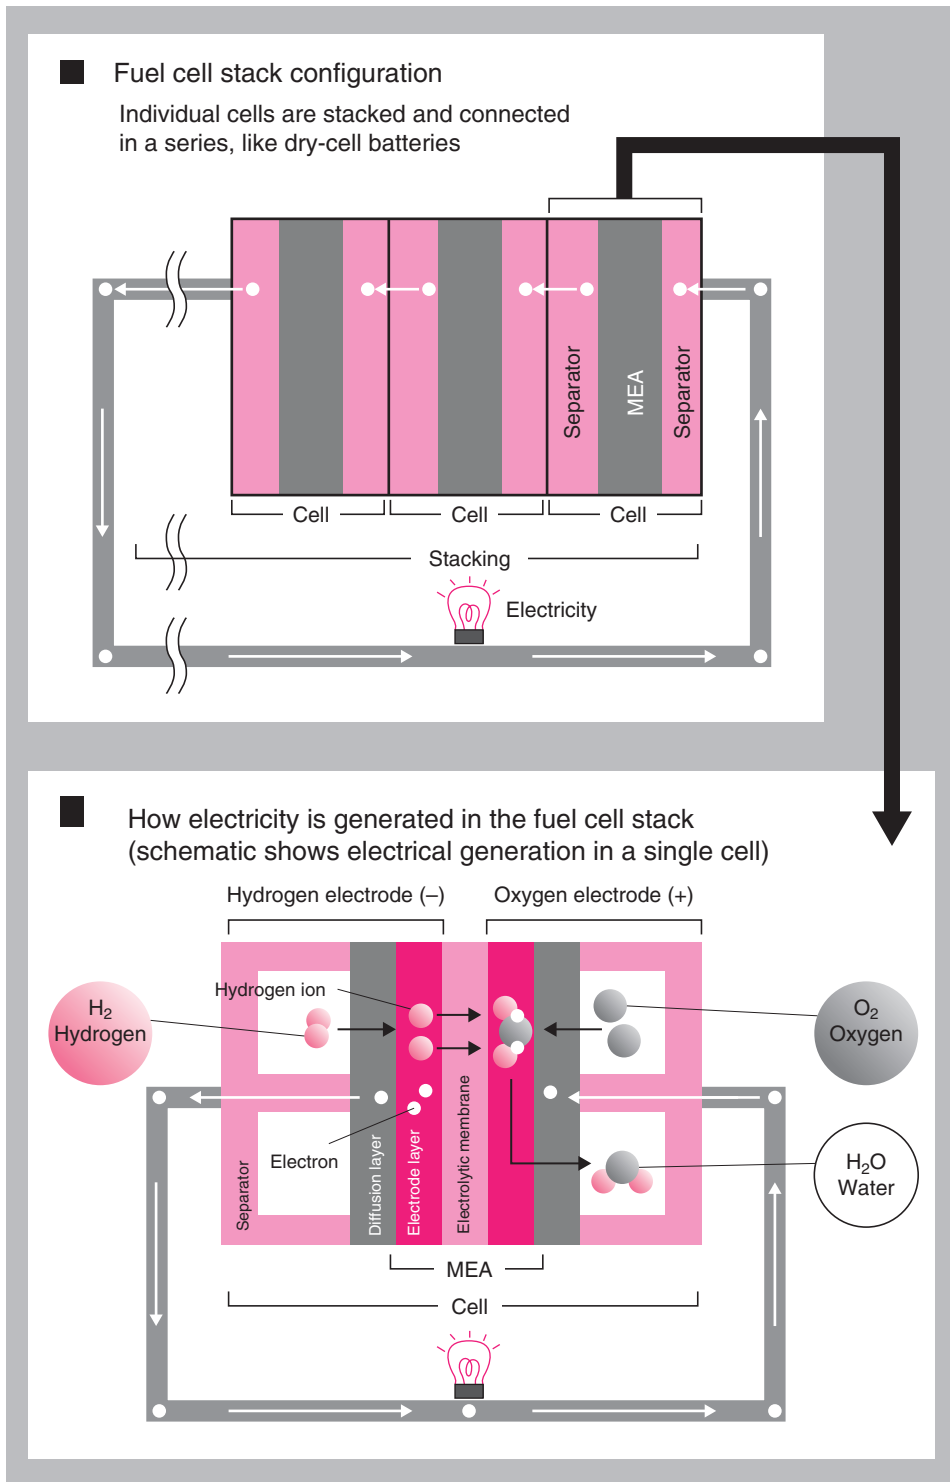 Fuel cell stack configuration
Individual cells are stacked and connected
in a series, like dry-cell batteries
Separator
MEA
Separator
Cell
Cell
Cell
Stacking
Electricity
How electricity is generated in the fuel cell stack
(schematic shows electrical generation in a single cell)
Hydrogen electrode (–)
Oxygen electrode (+)
H2
Hydrogen
Hydrogen ion
O2
Oxygen
Electron
Separator
Diffusion layer
Electrode layer
Electrolytic membrane
H2O
Water
MEA
Cell